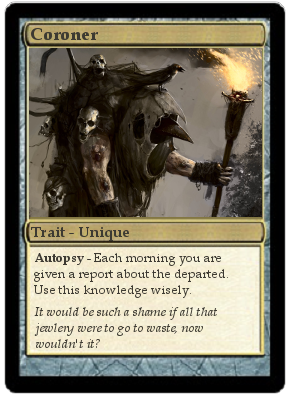 Coroner
Trait - Unique
Autopsy - Each morning you are
given a report about the departed.
Use this knowledge wisely.
It would be such a shame if all that
jewlery were to go to waste, now
wouldn't it?